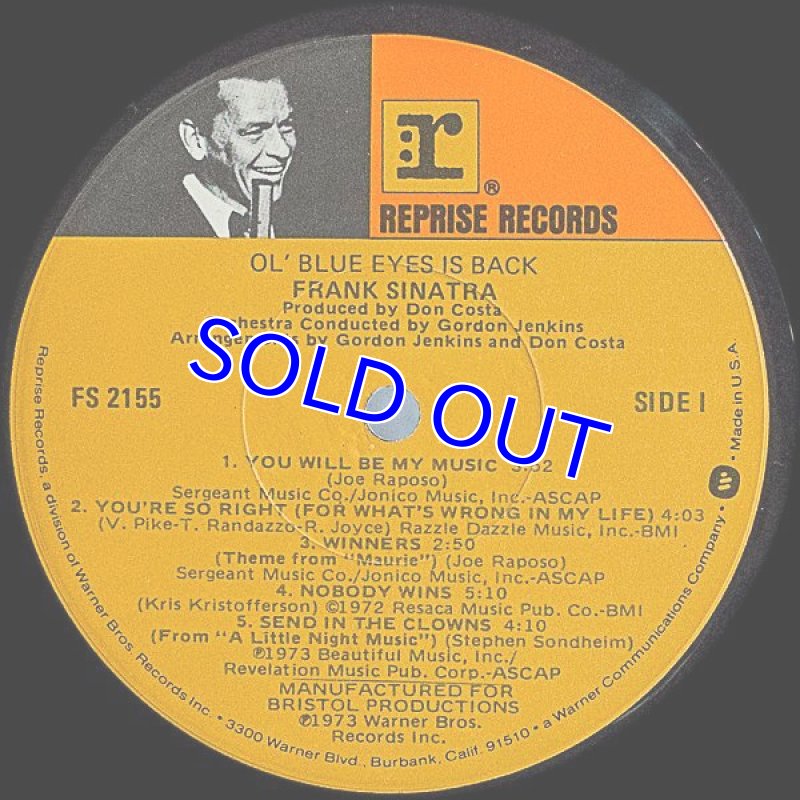 r
®
REPRISE RECORDS
OL' BLUE EYES IS BACK
FRANK SINATRA
Produced by Don Costa
Orchestra Conducted by Gordon Jenkins
Arrangements by Gordon Jenkins and Don Costa
SOLD OUT
FS 2155
SIDE I
1. YOU WILL BE MY MUSIC 3:52
(Joe Raposo)
Sergeant Music Co./Jonico Music, Inc.-ASCAP
2. YOU'RE SO RIGHT (FOR WHAT'S WRONG IN MY LIFE) 4:03
(V. Pike-T. Randazzo-R. Joyce) Razzle Dazzle Music, Inc.-BMI
3. WINNERS 2:50
(Theme from "Maurie") (Joe Raposo)
Sergeant Music Co./Jonico Music, Inc.-ASCAP
4. NOBODY WINS 5:10
(Kris Kristofferson) ©1972 Resaca Music Pub. Co.-BMI
5. SEND IN THE CLOWNS 4:10
(From "A Little Night Music") (Stephen Sondheim)
℗1973 Beautiful Music, Inc./
Revelation Music Pub. Corp.-ASCAP
MANUFACTURED FOR
BRISTOL PRODUCTIONS
℗1973 Warner Bros.
Records Inc.
Reprise Records, a division of Warner Bros. Records Inc. • 3300 Warner Blvd., Burbank, Calif. 91510 • a Warner Communications Company • W • Made in U.S.A.